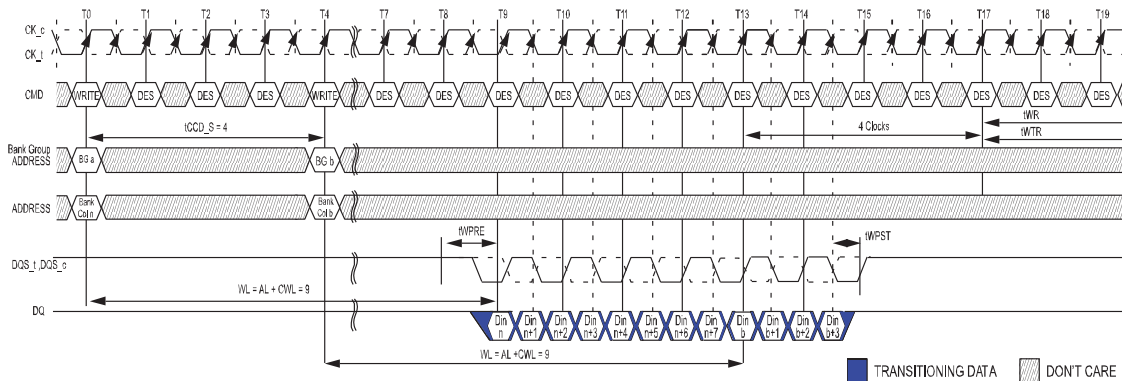 T0 T1 T2 T3 T4 T7 T8 T9 T10 T11 T12 T13 T14 T15 T16 T17 T18 T19
CK_c
CK_t
CMD WRITE DES DES DES WRITE DES DES DES DES DES DES DES DES DES DES DES DES DES
tWR
tCCD_S = 4
4 Clocks
tWTR
Bank Group
ADDRESS
BG a
BG b
ADDRESS
Bank
Col n
Bank
Col b
tWPRE
tWPST
DQS_t ,DQS_c
WL = AL + CWL = 9
DQ
Din
n
Din
n+1
Din
n+2
Din
n+3
Din
n+4
Din
n+5
Din
n+6
Din
n+7
Din
b
Din
b+1
Din
b+2
Din
b+3
WL = AL +CWL = 9
TRANSITIONING DATA
DON'T CARE